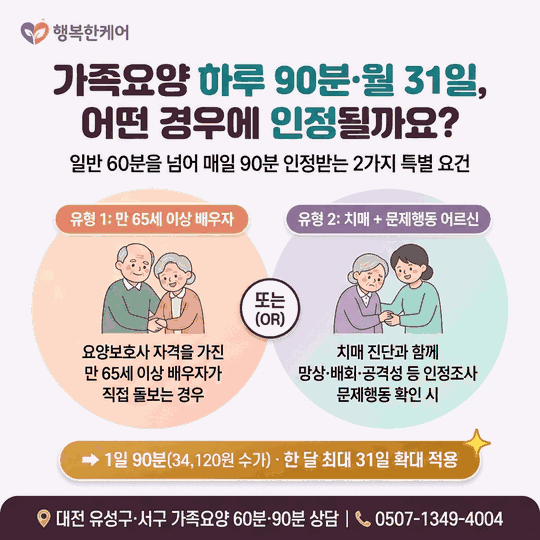 행복한케어
가족요양 하루 90분·월 31일,
어떤 경우에 인정될까요?
일반 60분을 넘어 매일 90분 인정받는 2가지 특별 요건
유형 1: 만 65세 이상 배우자
유형 2: 치매 + 문제행동 어르신
또는
(OR)
요양보호사 자격을 가진
만 65세 이상 배우자가
직접 돌보는 경우
치매 진단과 함께
망상·배회·공격성 등 인정조사
문제행동 확인 시
➡ 1일 90분(34,120원 수가) · 한 달 최대 31일 확대 적용
대전 유성구·서구 가족요양 60분·90분 상담 | 0507-1349-4004